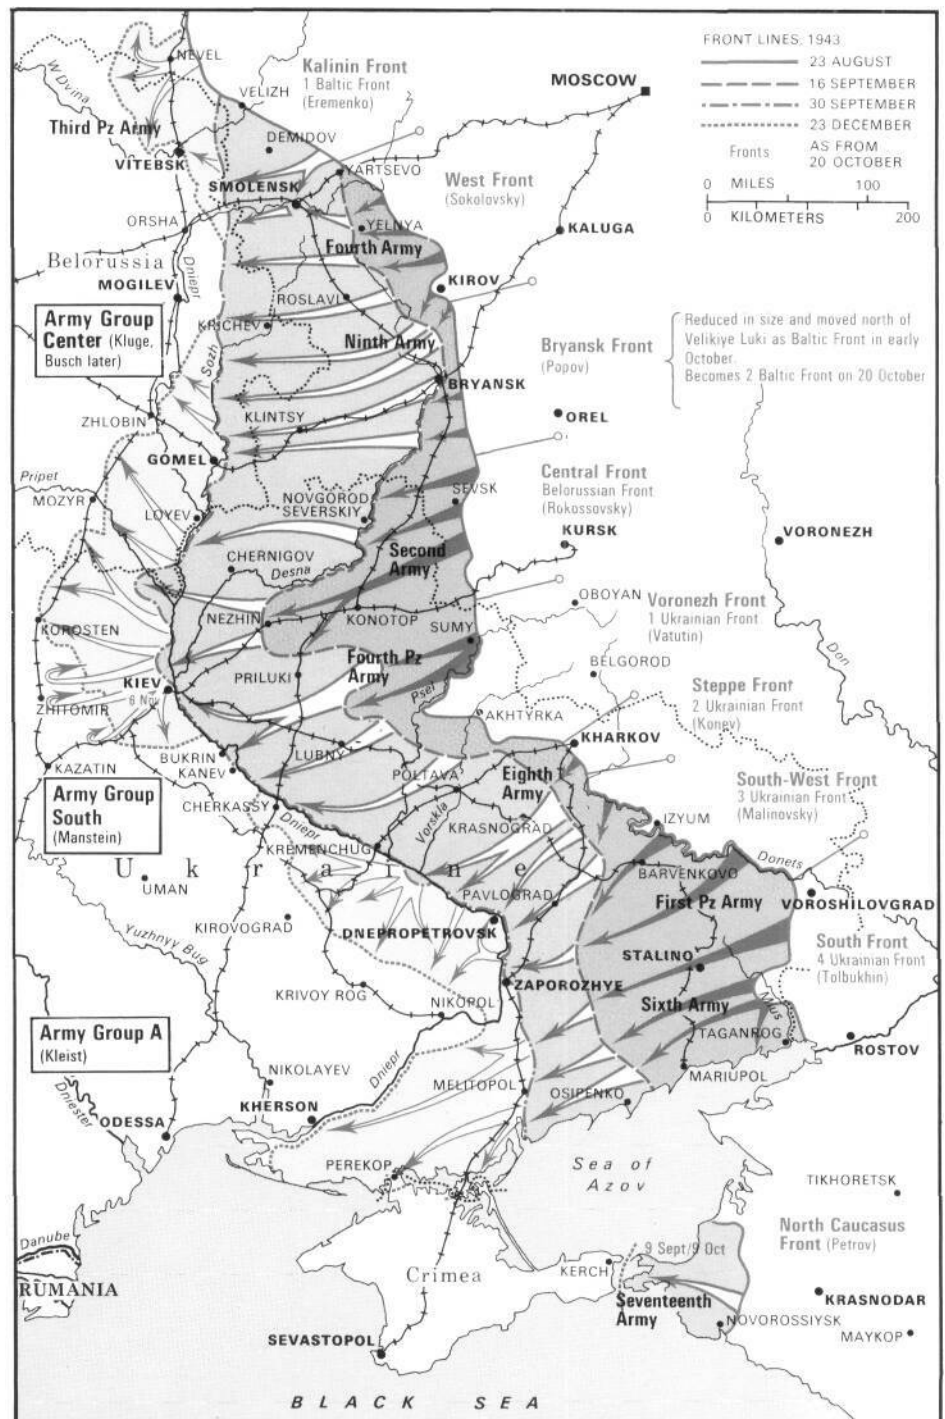 FRONT LINES, 1943
23 AUGUST
16 SEPTEMBER
30 SEPTEMBER
23 DECEMBER
Fronts
AS FROM
20 OCTOBER
0 MILES 100
0 KILOMETERS 200
NEVEL
W Dvina
VELIZH
Kalinin Front
1 Baltic Front
(Eremenko)
MOSCOW
Third Pz Army
DEMIDOV
VITEBSK
YARTSEVO
SMOLENSK
West Front
(Sokolovsky)
ORSHA
YELNYA
KALUGA
Fourth Army
Belorussia
Dniepr
MOGILEV
KIROV
ROSLAVL
Army Group
Center (Kluge,
Busch later)
KRICHEV
Sozh
Ninth Army
Bryansk Front
(Popov)
Reduced in size and moved north of
Velikiye Luki as Baltic Front in early
October.
Becomes 2 Baltic Front on 20 October
BRYANSK
ZHLOBIN
KLINTSY
OREL
GOMEL
Pripet
MOZYR
LOYEV
NOVGOROD
SEVERSKIY
SEVSK
Central Front
Belorussian Front
(Rokossovsky)
KURSK
VORONEZH
CHERNIGOV
Desna
Second
Army
OBOYAN
KOROSTEN
NEZHIN
KONOTOP
SUMY
Voronezh Front
1 Ukrainian Front
(Vatutin)
Don
KIEV
6 Nov
PRILUKI
Fourth Pz
Army
Psel
BELGOROD
ZHITOMIR
Steppe Front
2 Ukrainian Front
(Konev)
AKHTYRKA
KHARKOV
BUKRIN
KANEV
LUBNY
KAZATIN
POLTAVA
Eighth
Army
South-West Front
3 Ukrainian Front
(Malinovsky)
Army Group
South
(Manstein)
CHERKASSY
Dniepr
Vorskla
KRASNOGRAD
IZYUM
KREMENCHUG
Donets
Ukraine
UMAN
BARVENKOVO
PAVLOGRAD
First Pz Army
VOROSHILOVGRAD
KIROVOGRAD
DNEPROPETROVSK
Yuzhnyy Bug
STALINO
South Front
4 Ukrainian Front
(Tolbukhin)
KRIVOY ROG
ZAPOROZHYE
NIKOPOL
Sixth Army
Mius
TAGANROG
Army Group A
(Kleist)
ROSTOV
NIKOLAYEV
Dniepr
MELITOPOL
MARIUPOL
OSIPENKO
Dniester
KHERSON
ODESSA
PEREKOP
Sea of
Azov
TIKHORETSK
North Caucasus
Front (Petrov)
Danube
RUMANIA
9 Sept/9 Oct
Crimea
KERCH
Seventeenth
Army
KRASNODAR
NOVOROSSIYSK
MAYKOP
SEVASTOPOL
BLACK SEA